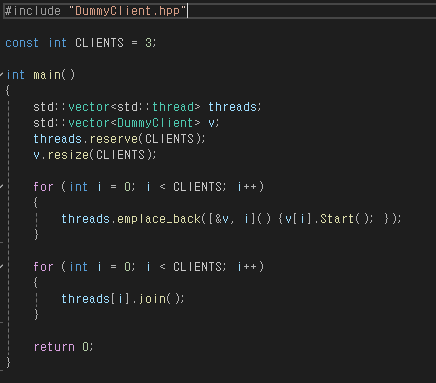 #include "DummyClient.hpp"
const int CLIENTS = 3;
int main()
{
std::vector<std::thread> threads;
std::vector<DummyClient> v;
threads.reserve(CLIENTS);
v.resize(CLIENTS);
for (int i = 0; i < CLIENTS; i++)
{
threads.emplace_back([&v, i]() {v[i].Start(); });
}
for (int i = 0; i < CLIENTS; i++)
{
threads[i].join();
}
return 0;
}